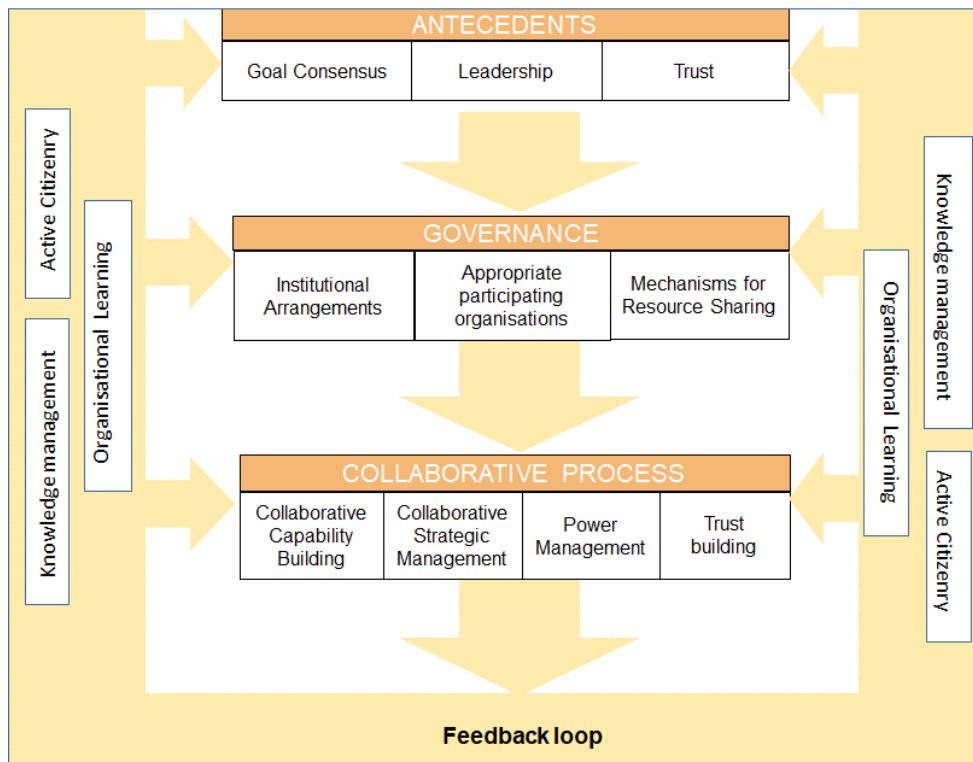 ANTECEDENTS
Goal Consensus
Leadership
Trust
GOVERNANCE
Institutional
Arrangements
Appropriate
participating
organisations
Mechanisms for
Resource Sharing
COLLABORATIVE PROCESS
Collaborative
Capability
Building
Collaborative
Strategic
Management
Power
Management
Trust
building
Active Citizenry
Knowledge management
Organisational Learning
Organisational Learning
Knowledge management
Active Citizenry
Feedback loop